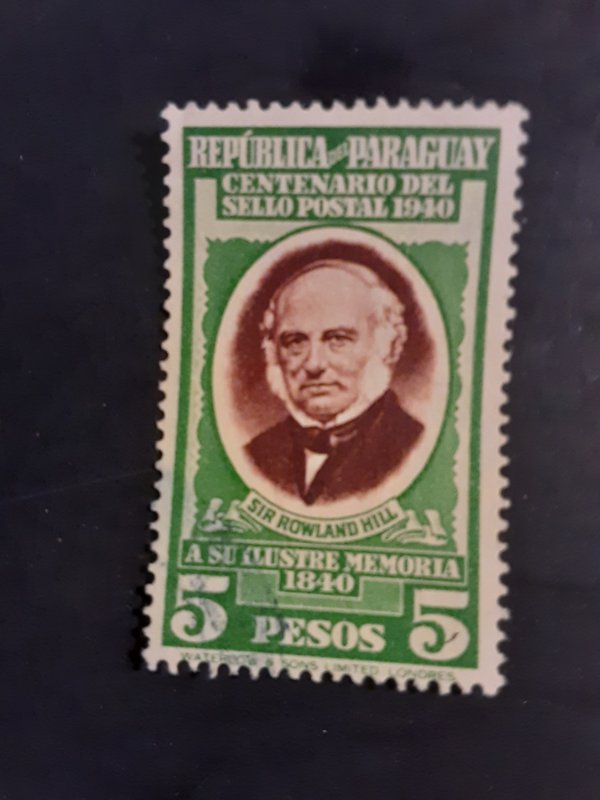 REPÚBLICA DEL PARAGUAY
CENTENARIO DEL
SELLO POSTAL 1940
SIR ROWLAND HILL
A SU ILUSTRE MEMORIA
1840
5 PESOS 5
WATERLOW & SONS LIMITED. LONDRES.